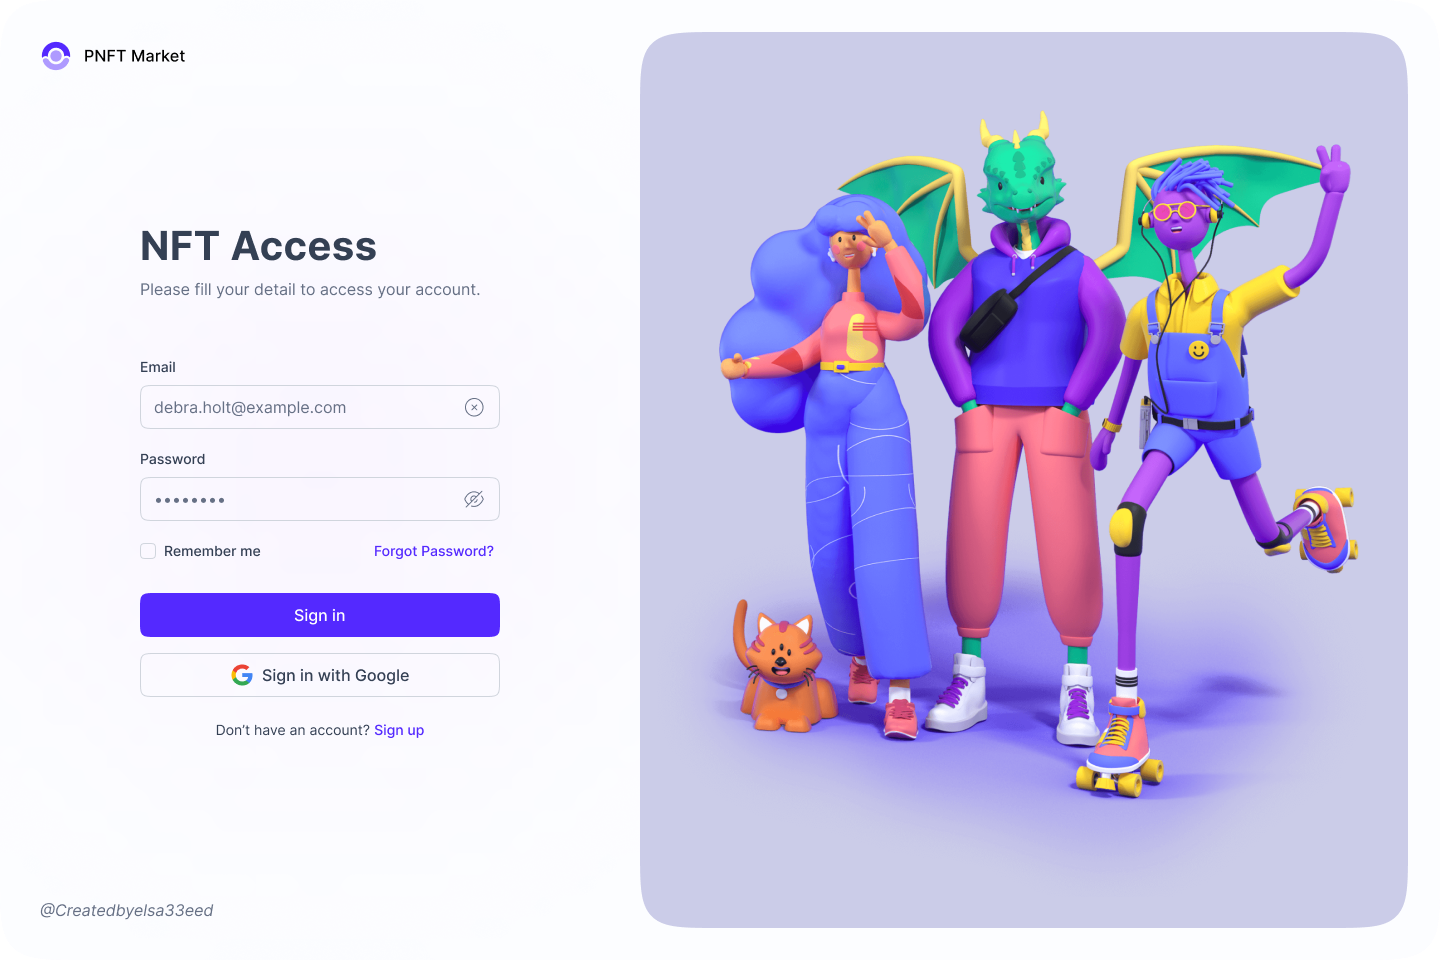 PNFT Market
NFT Access
Please fill your detail to access your account.
Email
debra.holt@example.com
Password
••••••••
Remember me
Forgot Password?
Sign in
Sign in with Google
Don’t have an account? Sign up
@Createdbyelsa33eed